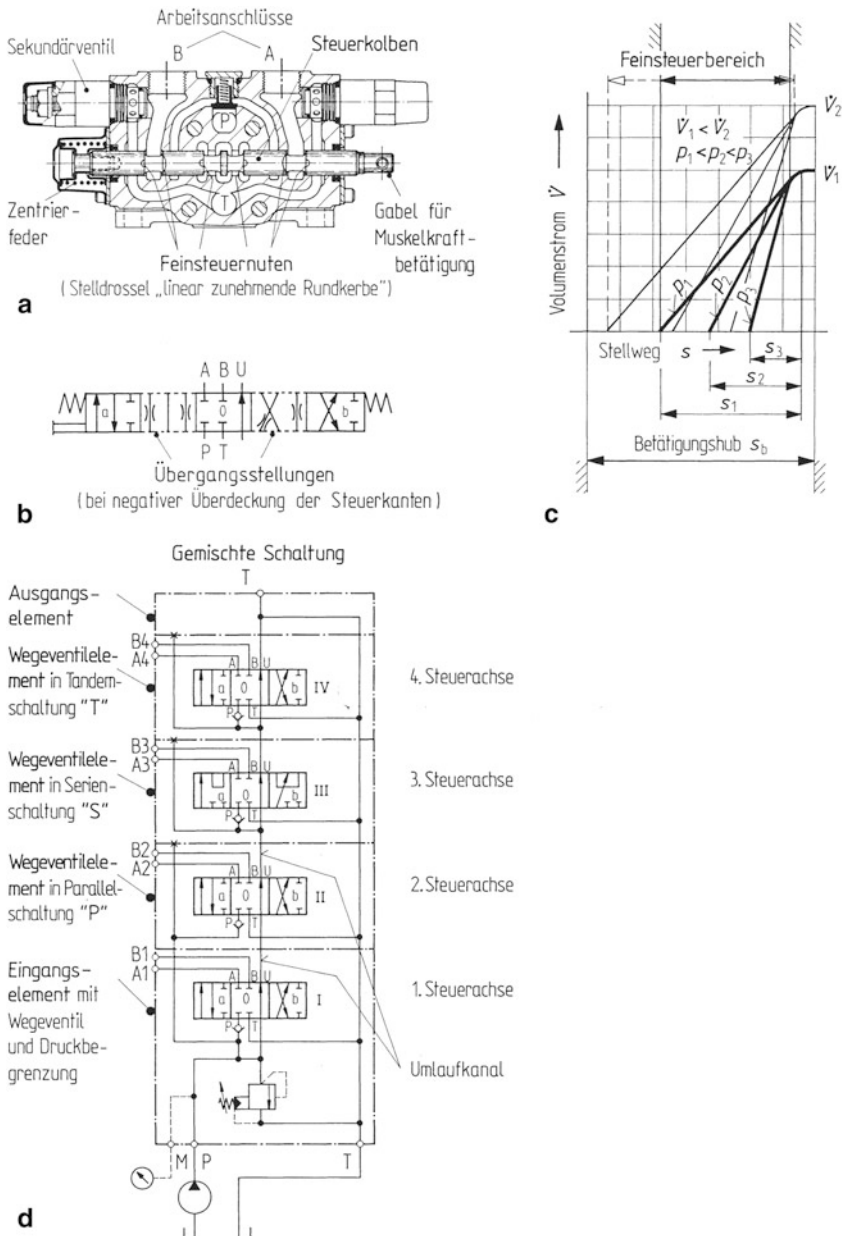 a
Arbeitsanschlüsse
Sekundärventil
B
A
Steuerkolben
P
T
Zentrier-
feder
Feinsteuernuten
Gabel für
Muskelkraft-
betätigung
(Stelldrossel „linear zunehmende Rundkerbe“)
A B U
a
0
b
P T
Übergangsstellungen
(bei negativer Überdeckung der Steuerkanten)
b
Feinsteuerbereich
V̇2
V̇1 < V̇2
p1 < p2 < p3
V̇1
Volumenstrom V̇
p1
p2
p3
Stellweg s
s3
s2
s1
Betätigungshub sb
c
Gemischte Schaltung
T
Ausgangs-
element
B4
A4
Wegeventilele-
ment in Tandem-
schaltung "T"
A B U
a 0 b
IV
P T
4. Steuerachse
B3
A3
Wegeventilele-
ment in Serien-
schaltung "S"
A B U
a 0 b
III
P T
3. Steuerachse
B2
A2
Wegeventilele-
ment in Parallel-
schaltung "P"
A B U
a 0 b
II
P T
2. Steuerachse
B1
A1
Eingangs-
element mit
Wegeventil
und Druckbe-
grenzung
A B U
a 0 b
I
P T
1. Steuerachse
Umlaufkanal
M P
T
d